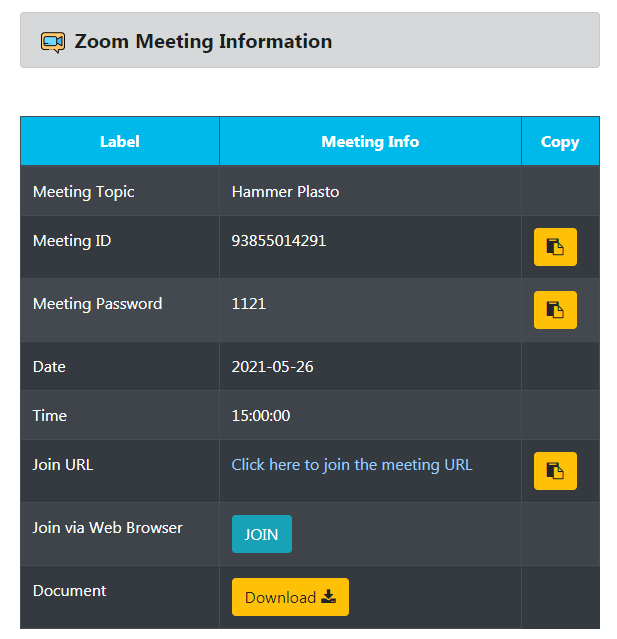 Zoom Meeting Information
Label Meeting Info Copy
Meeting Topic Hammer Plasto
Meeting ID 93855014291
Meeting Password 1121
Date 2021-05-26
Time 15:00:00
Join URL Click here to join the meeting URL
Join via Web Browser JOIN
Document Download